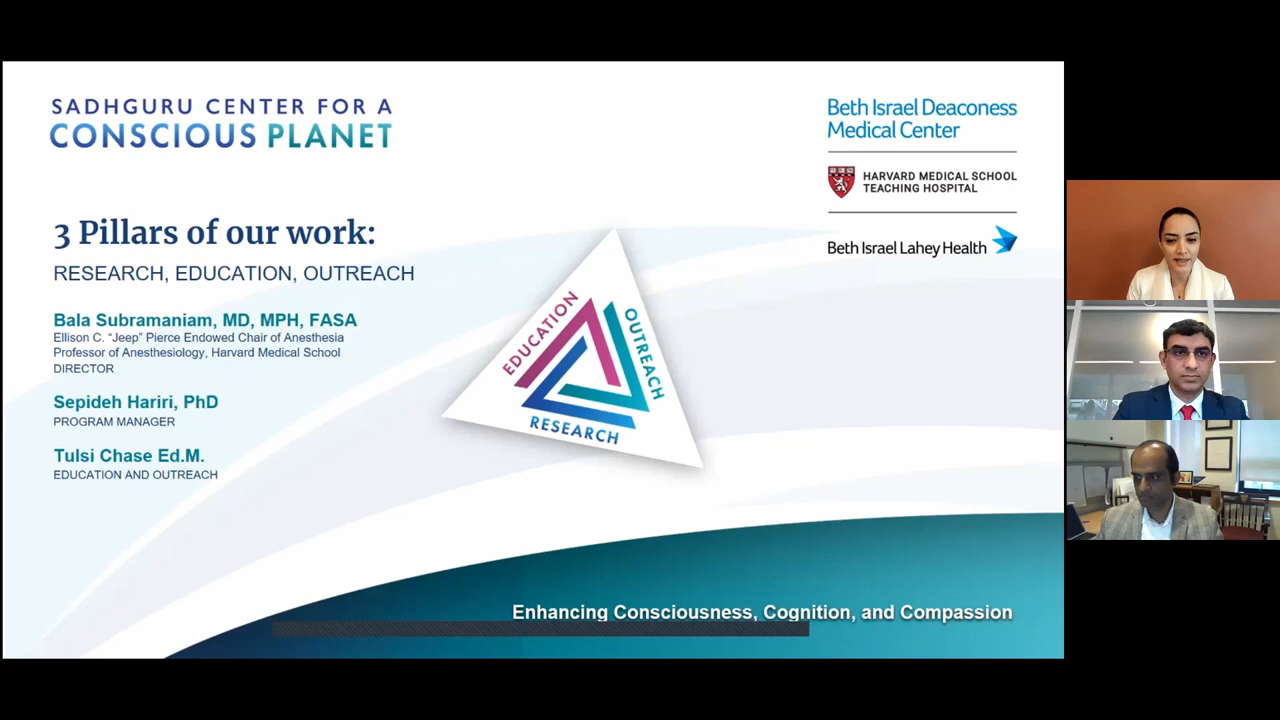 SADHGURU CENTER FOR A
CONSCIOUS PLANET
Beth Israel Deaconess
Medical Center
HARVARD MEDICAL SCHOOL
TEACHING HOSPITAL
Beth Israel Lahey Health
3 Pillars of our work:
RESEARCH, EDUCATION, OUTREACH
Bala Subramaniam, MD, MPH, FASA
Ellison C. “Jeep” Pierce Endowed Chair of Anesthesia
Professor of Anesthesiology, Harvard Medical School
DIRECTOR
Sepideh Hariri, PhD
PROGRAM MANAGER
Tulsi Chase Ed.M.
EDUCATION AND OUTREACH
EDUCATION
OUTREACH
RESEARCH
Enhancing Consciousness, Cognition, and Compassion